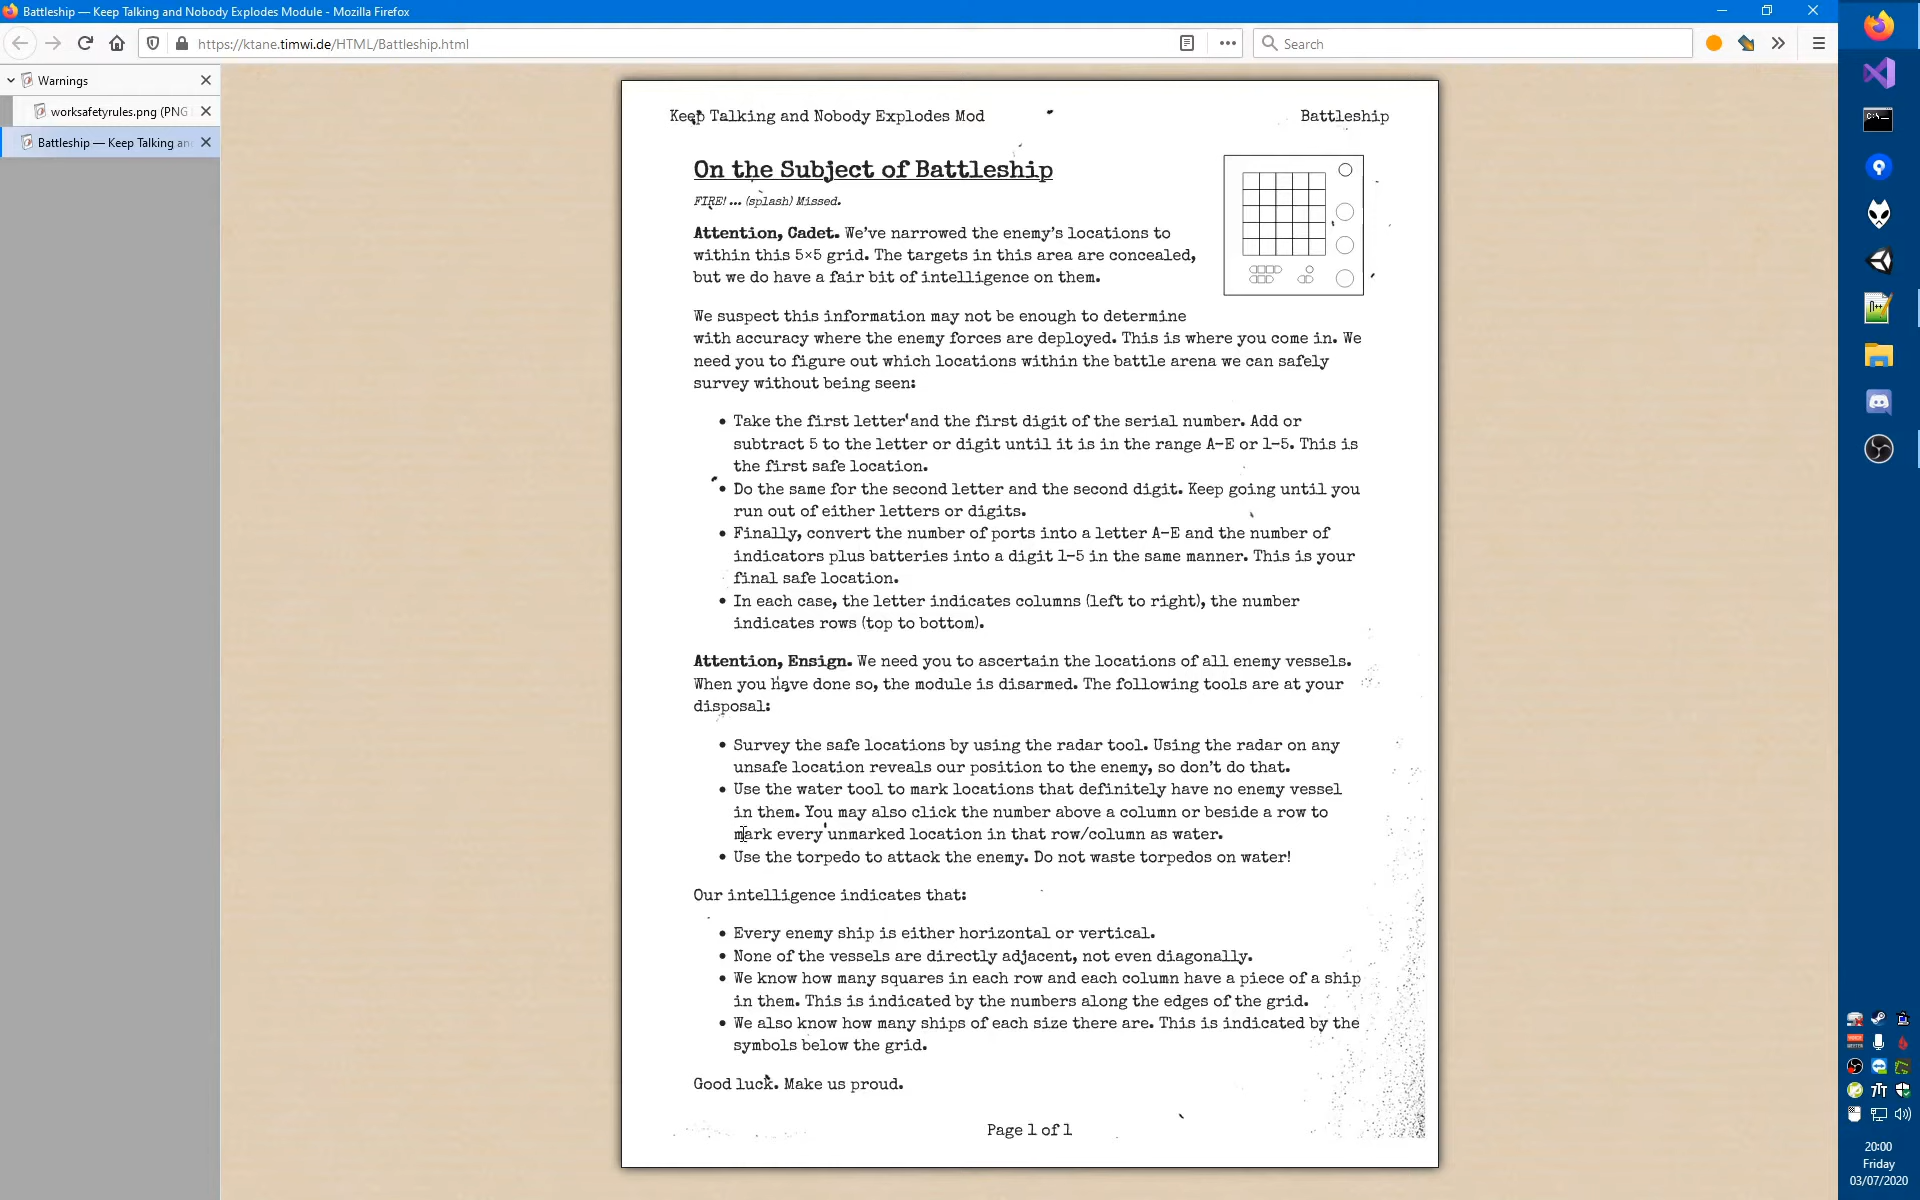 Battleship — Keep Talking and Nobody Explodes Module - Mozilla Firefox
https://ktane.timwi.de/HTML/Battleship.html
Search
Warnings
worksafetyrules.png (PNG
Battleship — Keep Talking an
Keep Talking and Nobody Explodes Mod
Battleship
On the Subject of Battleship
FIRE! ... (splash) Missed.
Attention, Cadet. We’ve narrowed the enemy’s locations to
within this 5×5 grid. The targets in this area are concealed,
but we do have a fair bit of intelligence on them.
We suspect this information may not be enough to determine
with accuracy where the enemy forces are deployed. This is where you come in. We
need you to figure out which locations within the battle arena we can safely
survey without being seen:
• Take the first letter and the first digit of the serial number. Add or
subtract 5 to the letter or digit until it is in the range A–E or 1–5. This is
the first safe location.
• Do the same for the second letter and the second digit. Keep going until you
run out of either letters or digits.
• Finally, convert the number of ports into a letter A–E and the number of
indicators plus batteries into a digit 1–5 in the same manner. This is your
final safe location.
• In each case, the letter indicates columns (left to right), the number
indicates rows (top to bottom).
Attention, Ensign. We need you to ascertain the locations of all enemy vessels.
When you have done so, the module is disarmed. The following tools are at your
disposal:
• Survey the safe locations by using the radar tool. Using the radar on any
unsafe location reveals our position to the enemy, so don’t do that.
• Use the water tool to mark locations that definitely have no enemy vessel
in them. You may also click the number above a column or beside a row to
mark every unmarked location in that row/column as water.
• Use the torpedo to attack the enemy. Do not waste torpedos on water!
Our intelligence indicates that:
• Every enemy ship is either horizontal or vertical.
• None of the vessels are directly adjacent, not even diagonally.
• We know how many squares in each row and each column have a piece of a ship
in them. This is indicated by the numbers along the edges of the grid.
• We also know how many ships of each size there are. This is indicated by the
symbols below the grid.
Good luck. Make us proud.
Page 1 of 1
20:00
Friday
03/07/2020